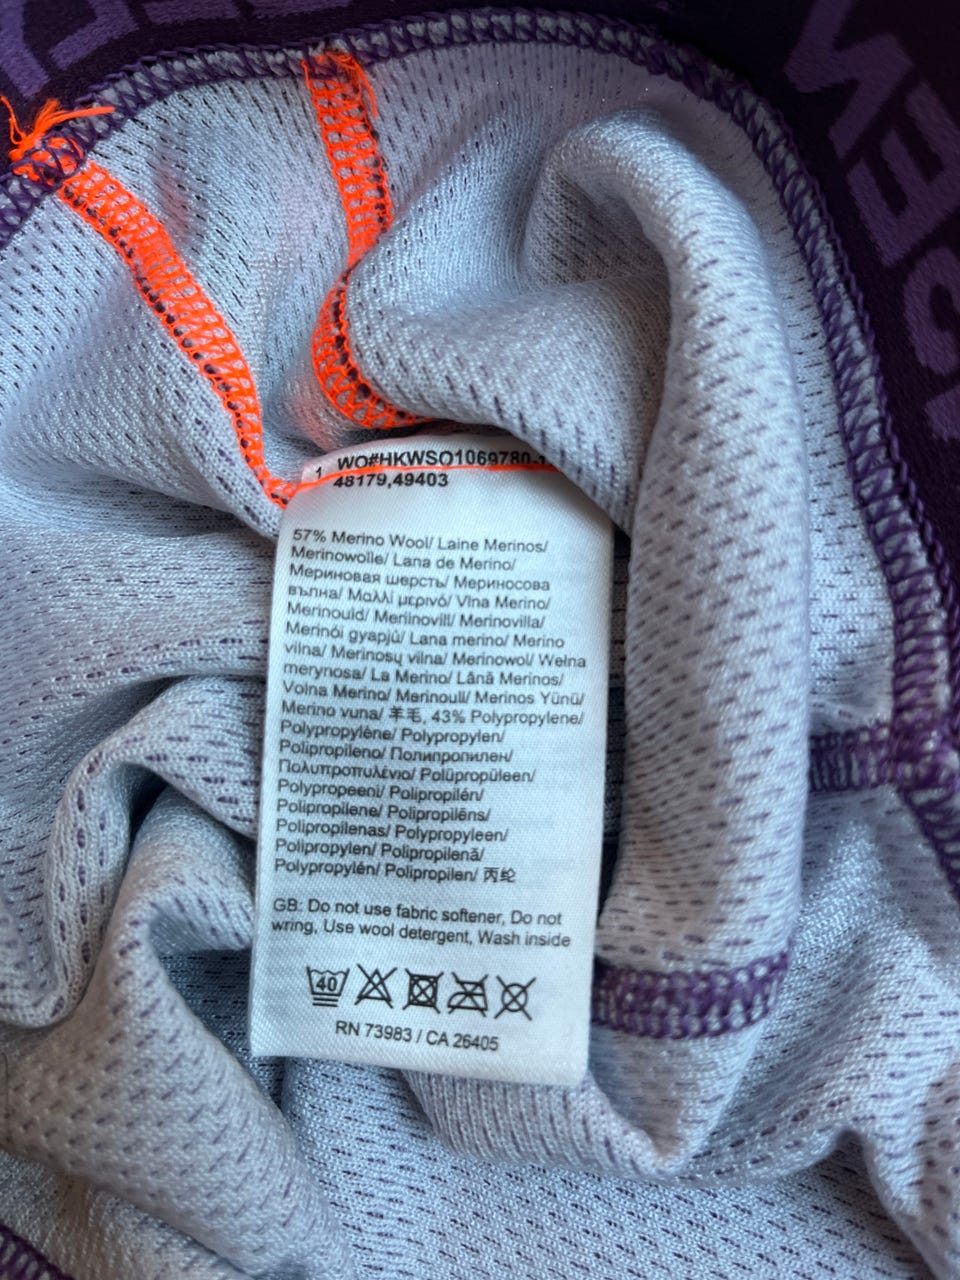 1 WO#HKWSO1069780-1
48179,49403
57% Merino Wool/ Laine Merinos/
Merinowolle/ Lana de Merino/
Мериновая шерсть/ Мериносова
вълна/ Μαλλί μερινό/ Vlna Merino/
Merinould/ Meriinovill/ Merinovilla/
Merinói gyapjú/ Lana merino/ Merino
vilna/ Merinosų vilna/ Merinowol/ Wełna
merynosa/ La Merino/ Lână Merinos/
Volna Merino/ Merinoull/ Merinos Yünü/
Merino vuna/ 羊毛, 43% Polypropylene/
Polypropylène/ Polypropylen/
Polipropileno/ Полипропилен/
Πολυπροπυλένιο/ Polüpropüleen/
Polypropeeni/ Polipropilén/
Polipropilene/ Polipropilēns/
Polipropilenas/ Polypropyleen/
Polipropylen/ Polipropilenă/
Polypropylén/ Polipropilen/ 丙纶
GB: Do not use fabric softener, Do not
wring, Use wool detergent, Wash inside
40
RN 73983 / CA 26405